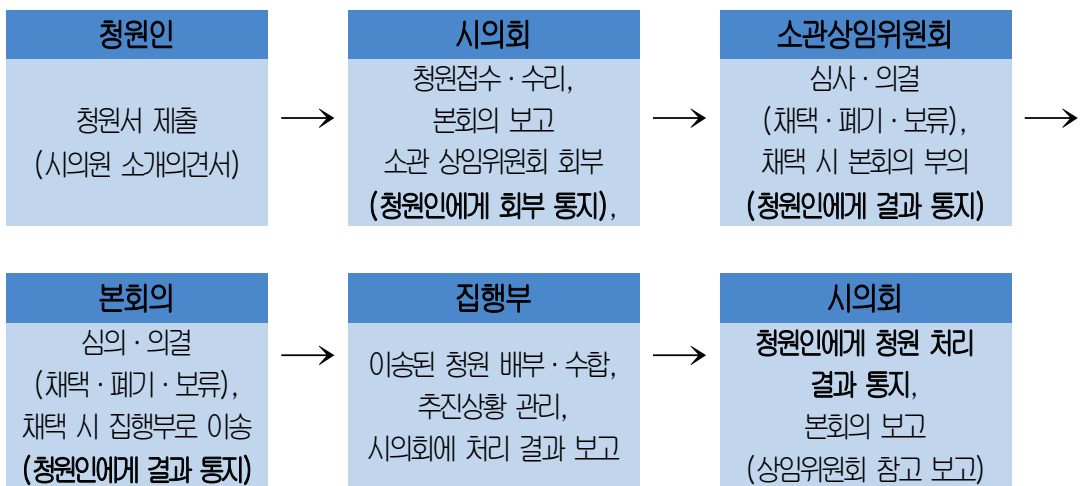 청원인
청원서 제출
(시의원 소개의견서)
시의회
청원접수 · 수리,
본회의 보고
소관 상임위원회 회부
(청원인에게 회부 통지),
소관상임위원회
심사 · 의결
(채택 · 폐기 · 보류),
채택 시 본회의 부의
(청원인에게 결과 통지)
본회의
심의 · 의결
(채택 · 폐기 · 보류),
채택 시 집행부로 이송
(청원인에게 결과 통지)
집행부
이송된 청원 배부 · 수합,
추진상황 관리,
시의회에 처리 결과 보고
시의회
청원인에게 청원 처리
결과 통지,
본회의 보고
(상임위원회 참고 보고)